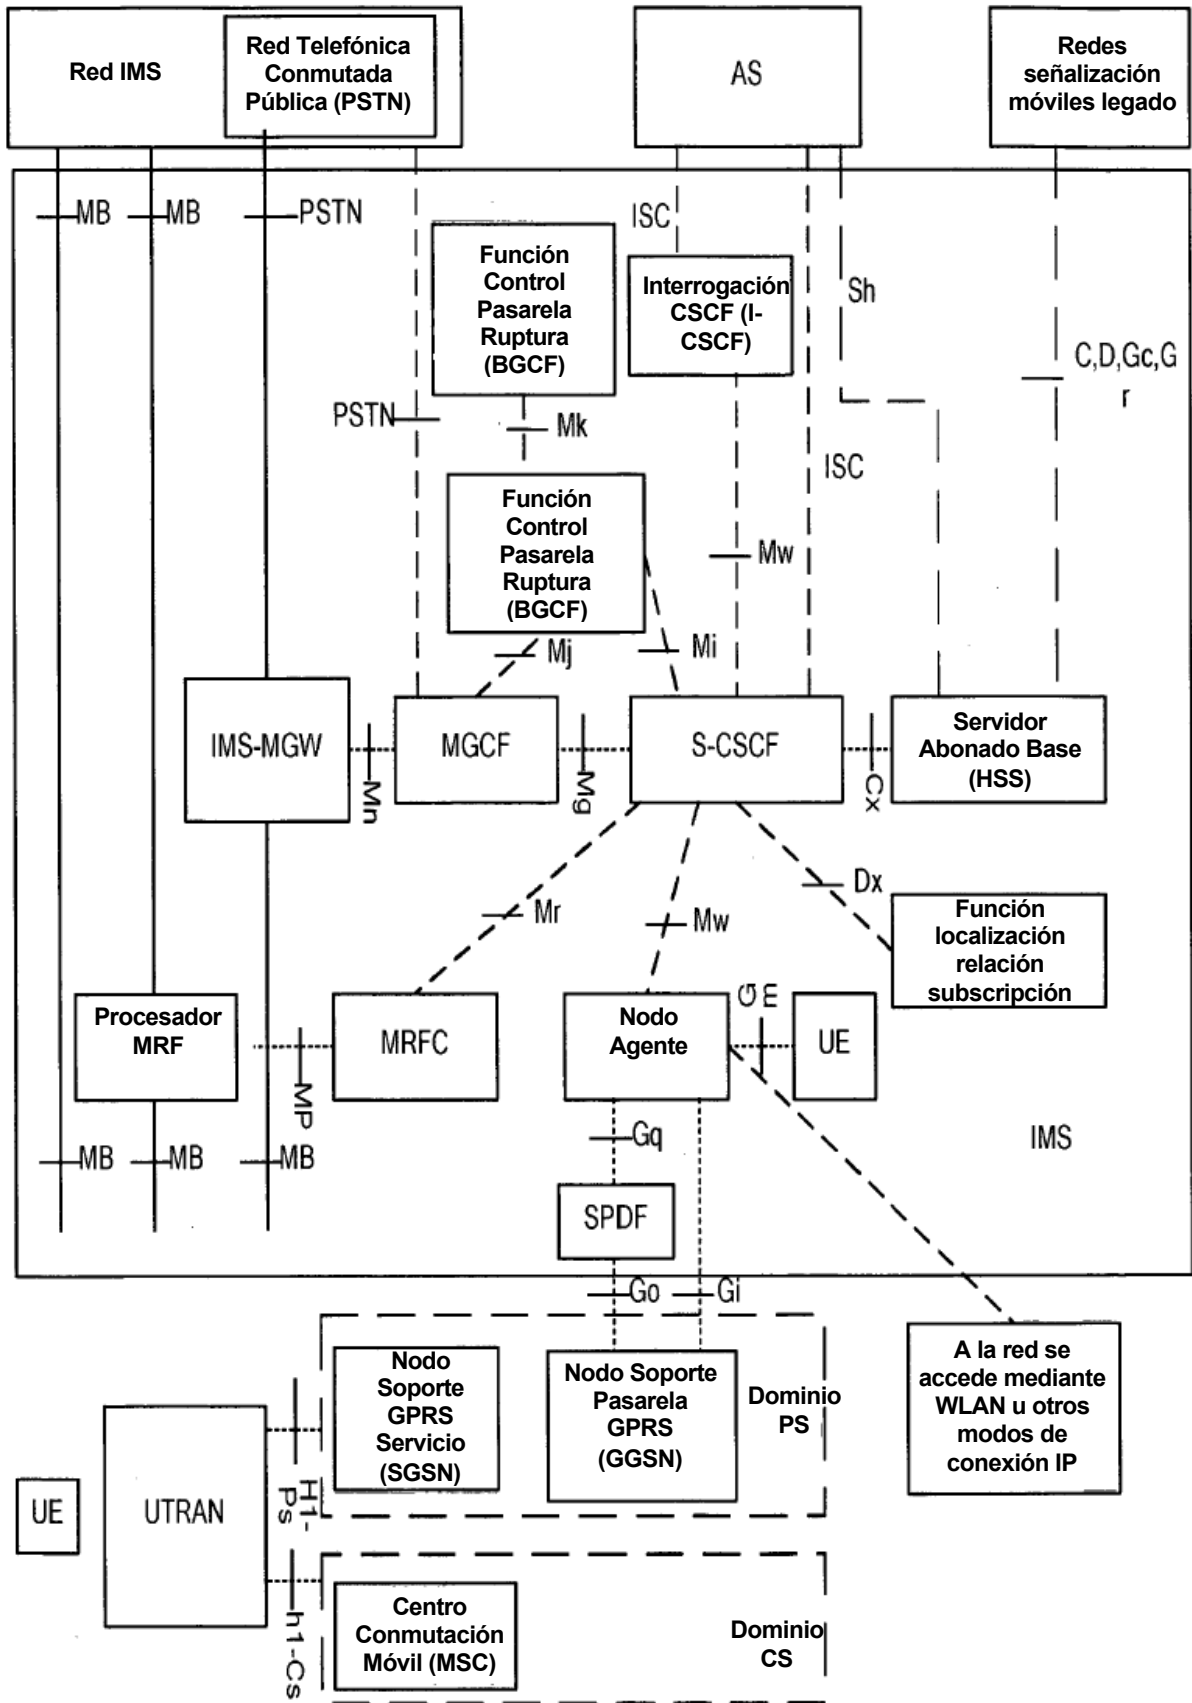 Red IMS
Red Telefónica
Conmutada
Pública (PSTN)
AS
Redes
señalización
móviles legado
MB
MB
PSTN
ISC
Función
Control
Pasarela
Ruptura
(BGCF)
Interrogación
CSCF (I-
CSCF)
Sh
C,D,Gc,G
r
PSTN
Mk
ISC
Función
Control
Pasarela
Ruptura
(BGCF)
Mw
Mj
Mi
IMS-MGW
Mn
MGCF
Mg
S-CSCF
Cx
Servidor
Abonado Base
(HSS)
Mr
Mw
Dx
Función
localización
relación
subscripción
Procesador
MRF
MP
MRFC
Nodo
Agente
Gm
UE
MB
MB
MB
Gq
IMS
SPDF
Go
Gi
Nodo
Soporte
GPRS
Servicio
(SGSN)
Nodo Soporte
Pasarela
GPRS
(GGSN)
Dominio
PS
A la red se
accede mediante
WLAN u otros
modos de
conexión IP
UE
UTRAN
H1-
Ps
h1-Cs
Centro
Conmutación
Móvil (MSC)
Dominio
CS